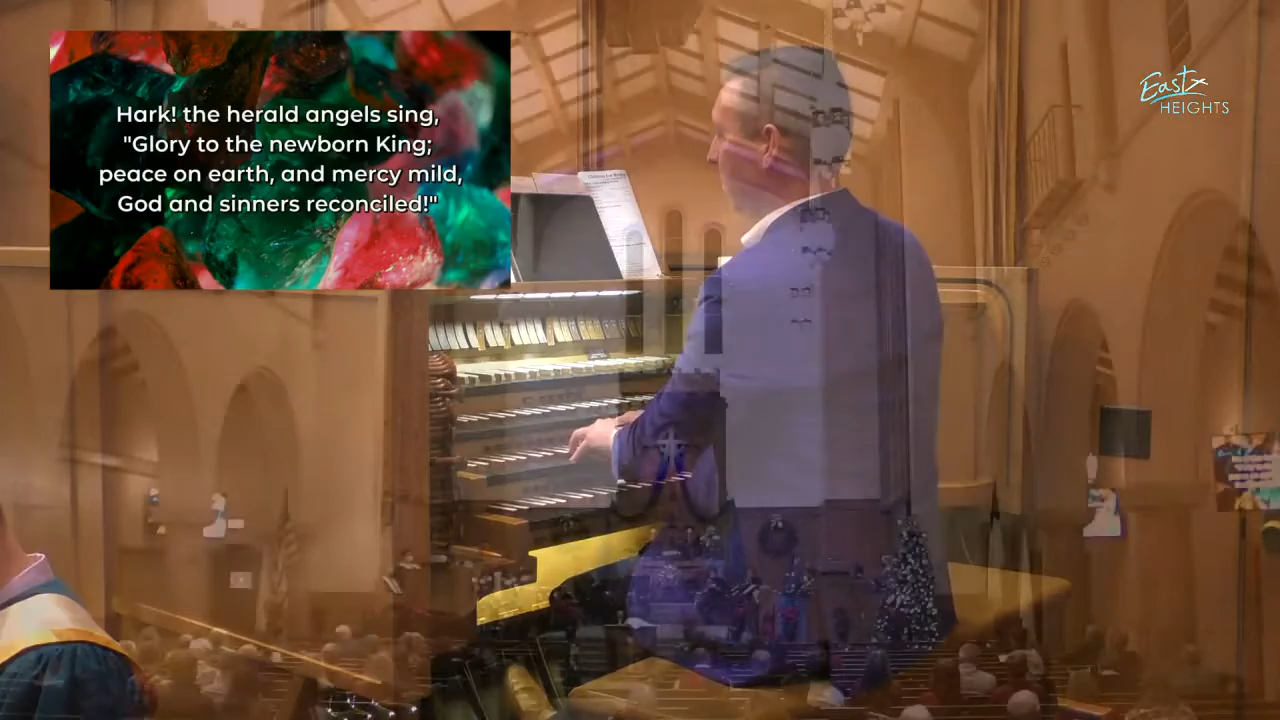 Hark! the herald angels sing,
"Glory to the newborn King;
peace on earth, and mercy mild,
God and sinners reconciled!"
East
HEIGHTS